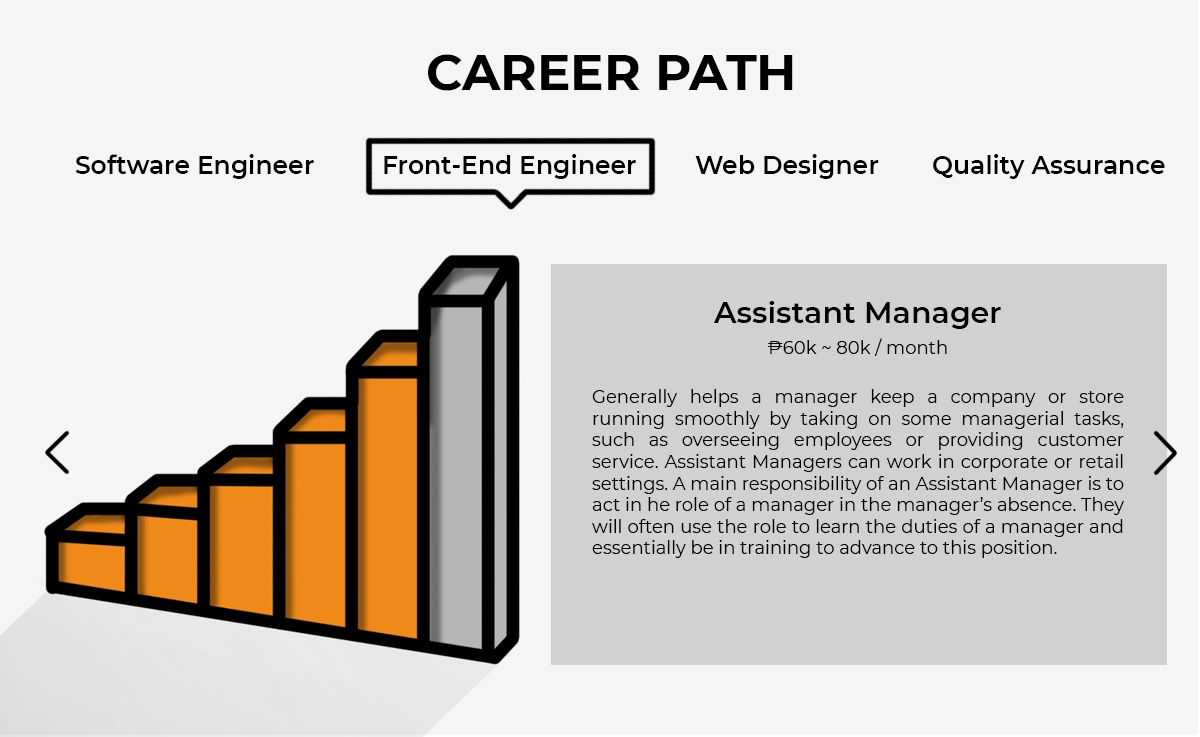 CAREER PATH
Software Engineer
Front-End Engineer
Web Designer
Quality Assurance
Assistant Manager
₱60k ~ 80k / month
Generally helps a manager keep a company or store
running smoothly by taking on some managerial tasks,
such as overseeing employees or providing customer
service. Assistant Managers can work in corporate or retail
settings. A main responsibility of an Assistant Manager is to
act in he role of a manager in the manager’s absence. They
will often use the role to learn the duties of a manager and
essentially be in training to advance to this position.